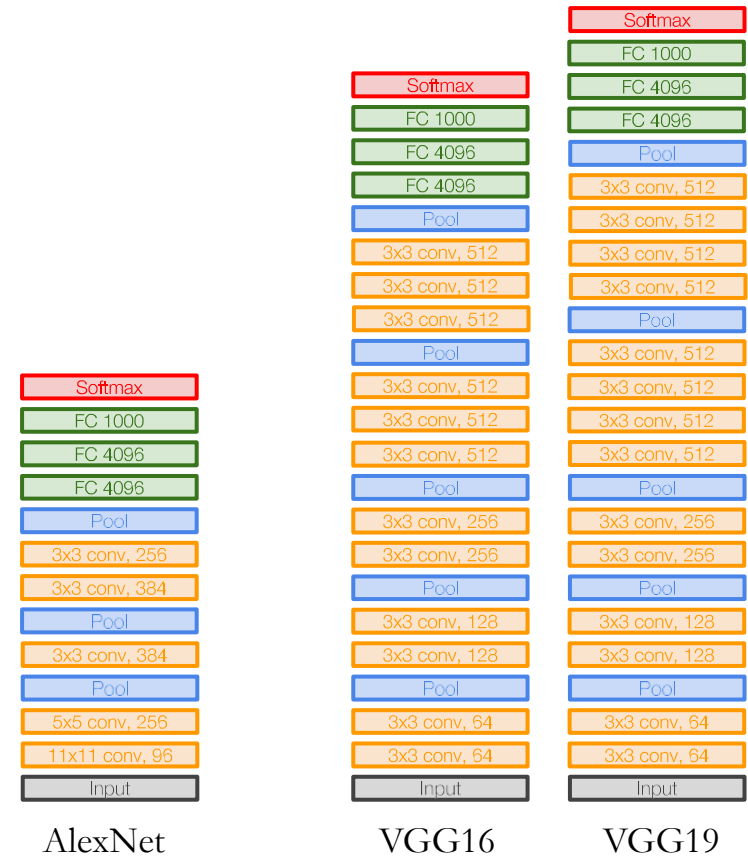 Softmax
FC 1000
FC 4096
FC 4096
Pool
3x3 conv, 256
3x3 conv, 384
Pool
3x3 conv, 384
Pool
5x5 conv, 256
11x11 conv, 96
Input
AlexNet
Softmax
FC 1000
FC 4096
FC 4096
Pool
3x3 conv, 512
3x3 conv, 512
3x3 conv, 512
Pool
3x3 conv, 512
3x3 conv, 512
3x3 conv, 512
Pool
3x3 conv, 256
3x3 conv, 256
Pool
3x3 conv, 128
3x3 conv, 128
Pool
3x3 conv, 64
3x3 conv, 64
Input
VGG16
Softmax
FC 1000
FC 4096
FC 4096
Pool
3x3 conv, 512
3x3 conv, 512
3x3 conv, 512
3x3 conv, 512
Pool
3x3 conv, 512
3x3 conv, 512
3x3 conv, 512
3x3 conv, 512
Pool
3x3 conv, 256
3x3 conv, 256
Pool
3x3 conv, 128
3x3 conv, 128
Pool
3x3 conv, 64
3x3 conv, 64
Input
VGG19